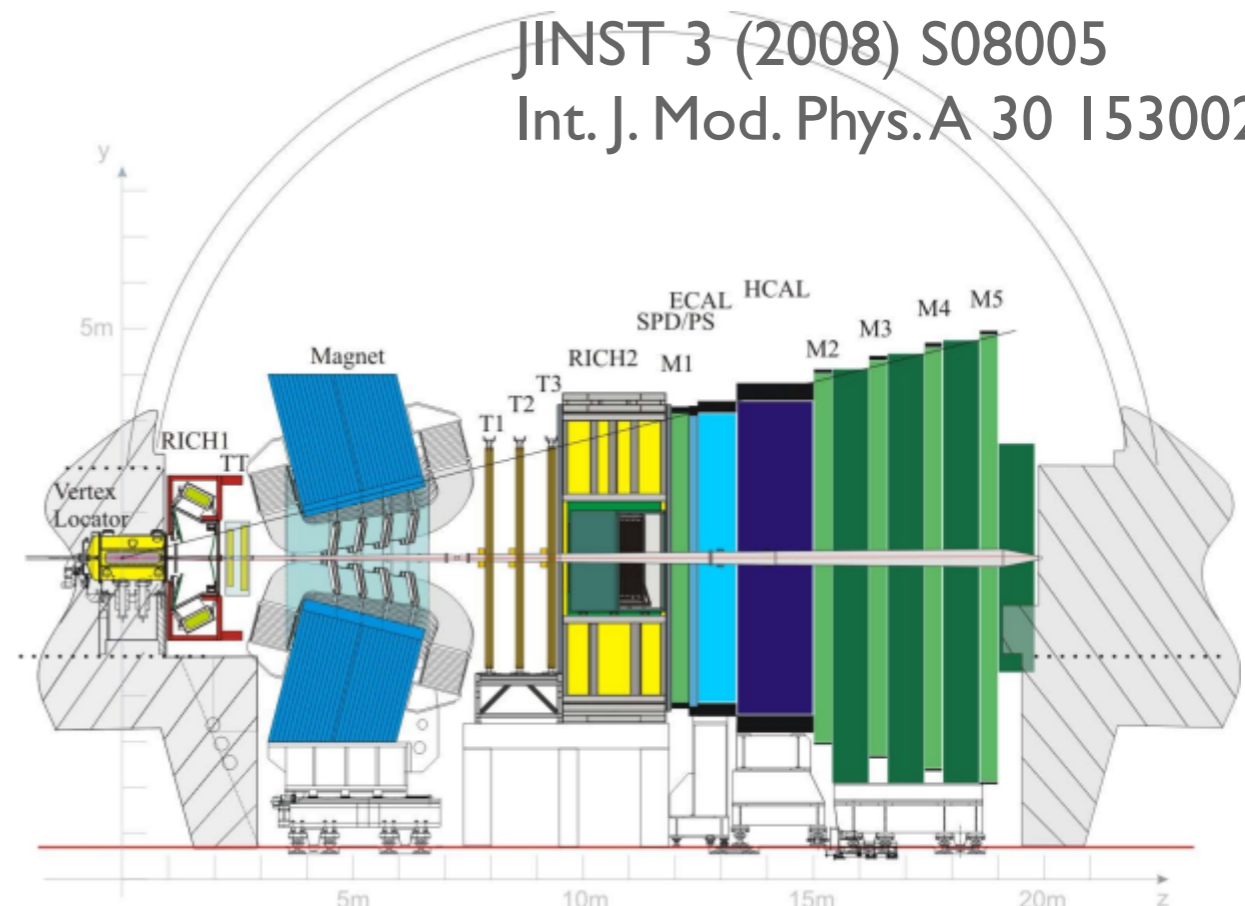 JINST 3 (2008) S08005
Int. J. Mod. Phys. A 30 153002
y
5m
ECAL HCAL
SPD/PS
M1
M2
M3
M4
M5
Magnet
RICH2
T1
T2
T3
RICH1
TT
Vertex
Locator
5m 10m 15m 20m z